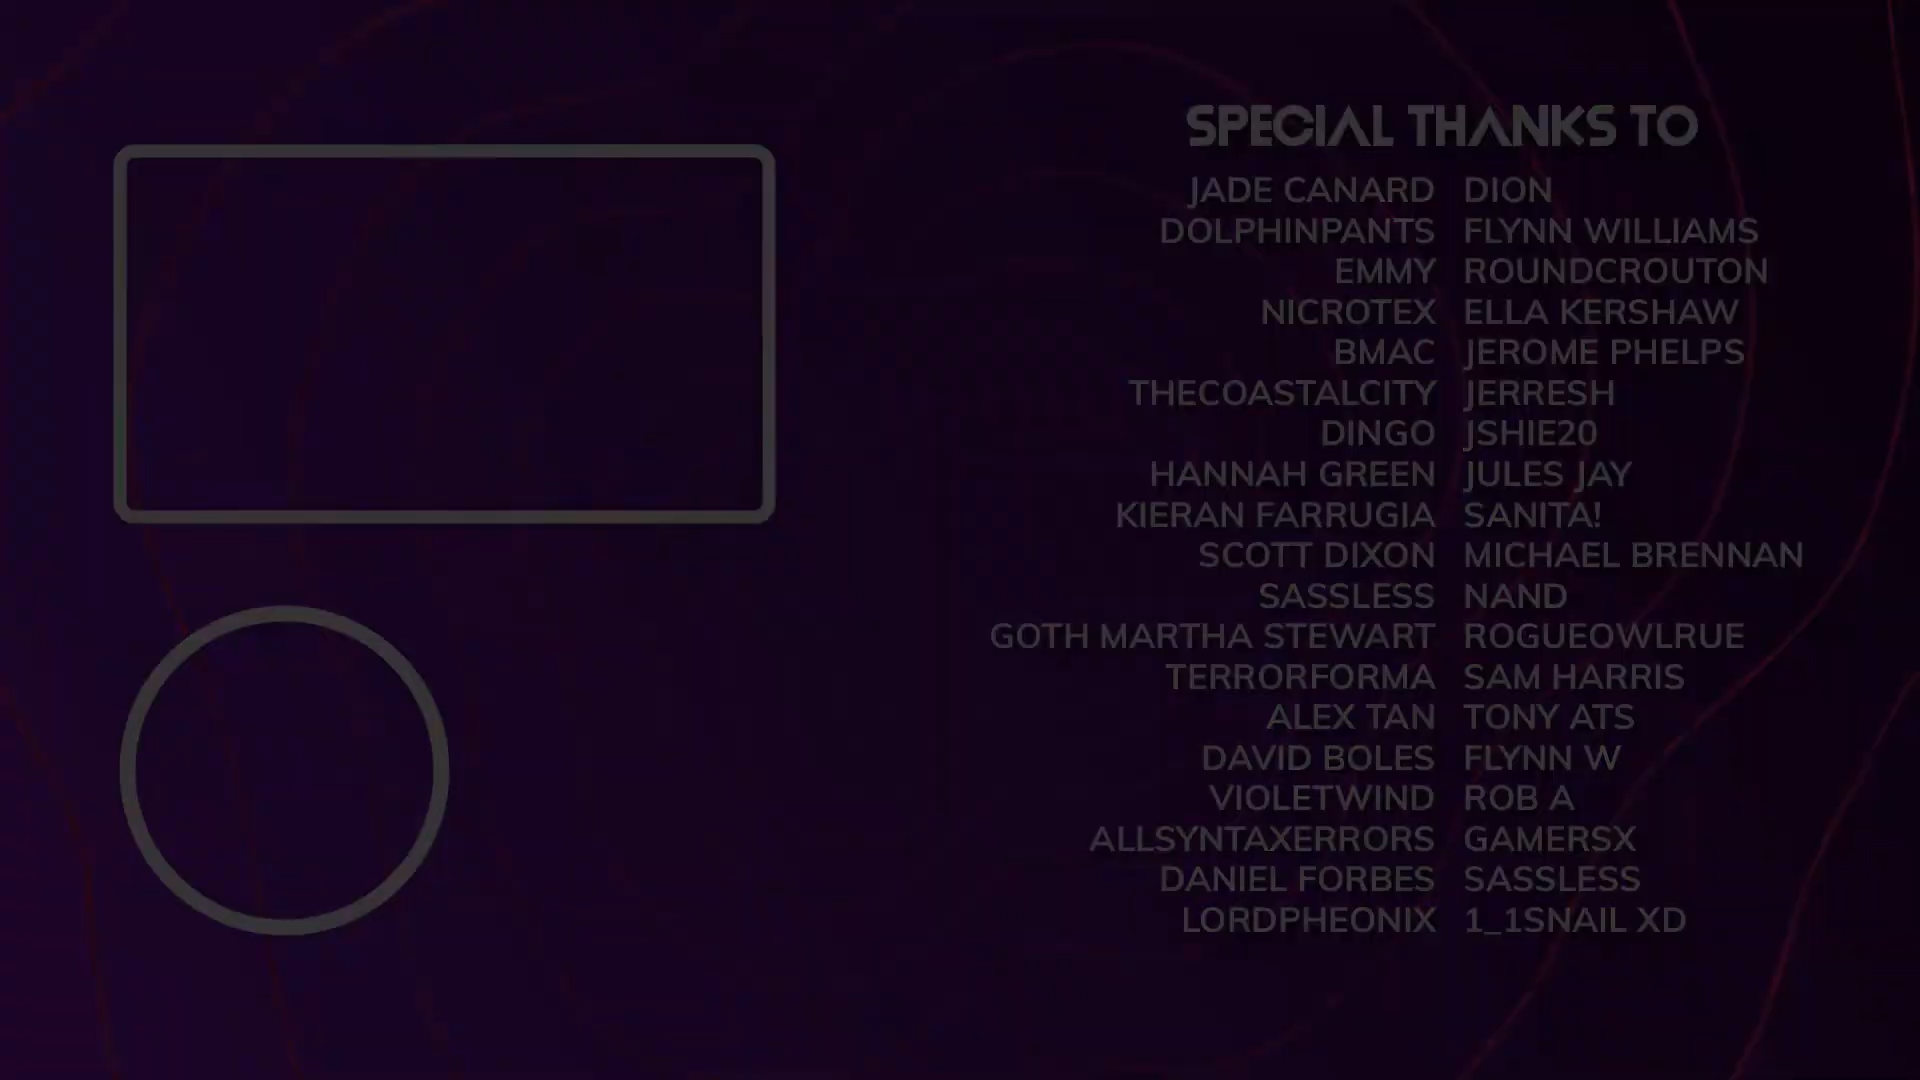 SPECIAL THANKS TO
JADE CANARD DION
DOLPHINPANTS FLYNN WILLIAMS
EMMY ROUNDCROUTON
NICROTEX ELLA KERSHAW
BMAC JEROME PHELPS
THECOASTALCITY JERRESH
DINGO JSHIE20
HANNAH GREEN JULES JAY
KIERAN FARRUGIA SANITA!
SCOTT DIXON MICHAEL BRENNAN
SASSLESS NAND
GOTH MARTHA STEWART ROGUEOWLRUE
TERRORFORMA SAM HARRIS
ALEX TAN TONY ATS
DAVID BOLES FLYNN W
VIOLETWIND ROB A
ALLSYNTAXERRORS GAMERSX
DANIEL FORBES SASSLESS
LORDPHEONIX 1_1SNAIL XD